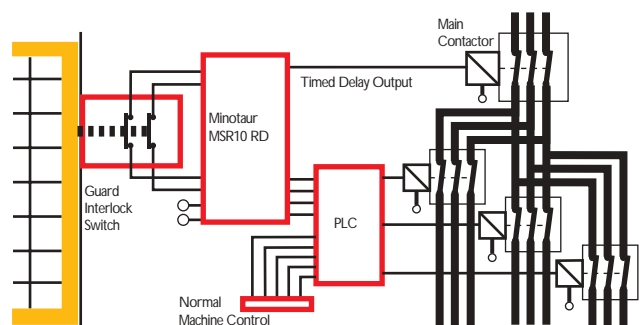 Main
Contactor
Timed Delay Output
Minotaur
MSR10 RD
Guard
Interlock
Switch
PLC
Normal
Machine Control